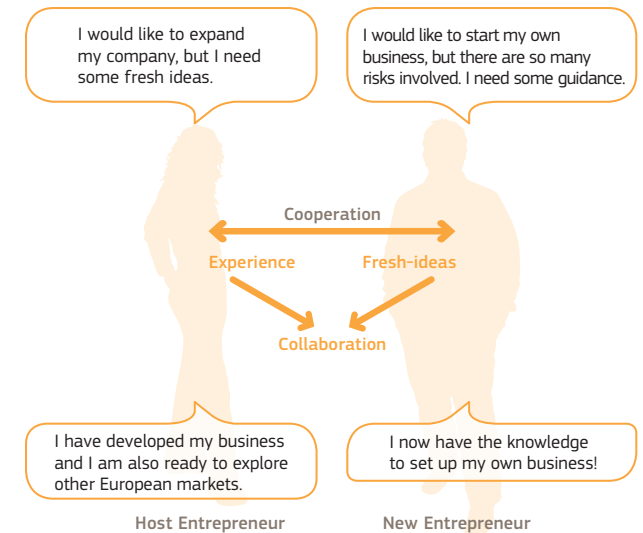 I would like to expand
my company, but I need
some fresh ideas.
I would like to start my own
business, but there are so many
risks involved. I need some guidance.
Cooperation
Experience
Fresh-ideas
Collaboration
I have developed my business
and I am also ready to explore
other European markets.
I now have the knowledge
to set up my own business!
Host Entrepreneur
New Entrepreneur